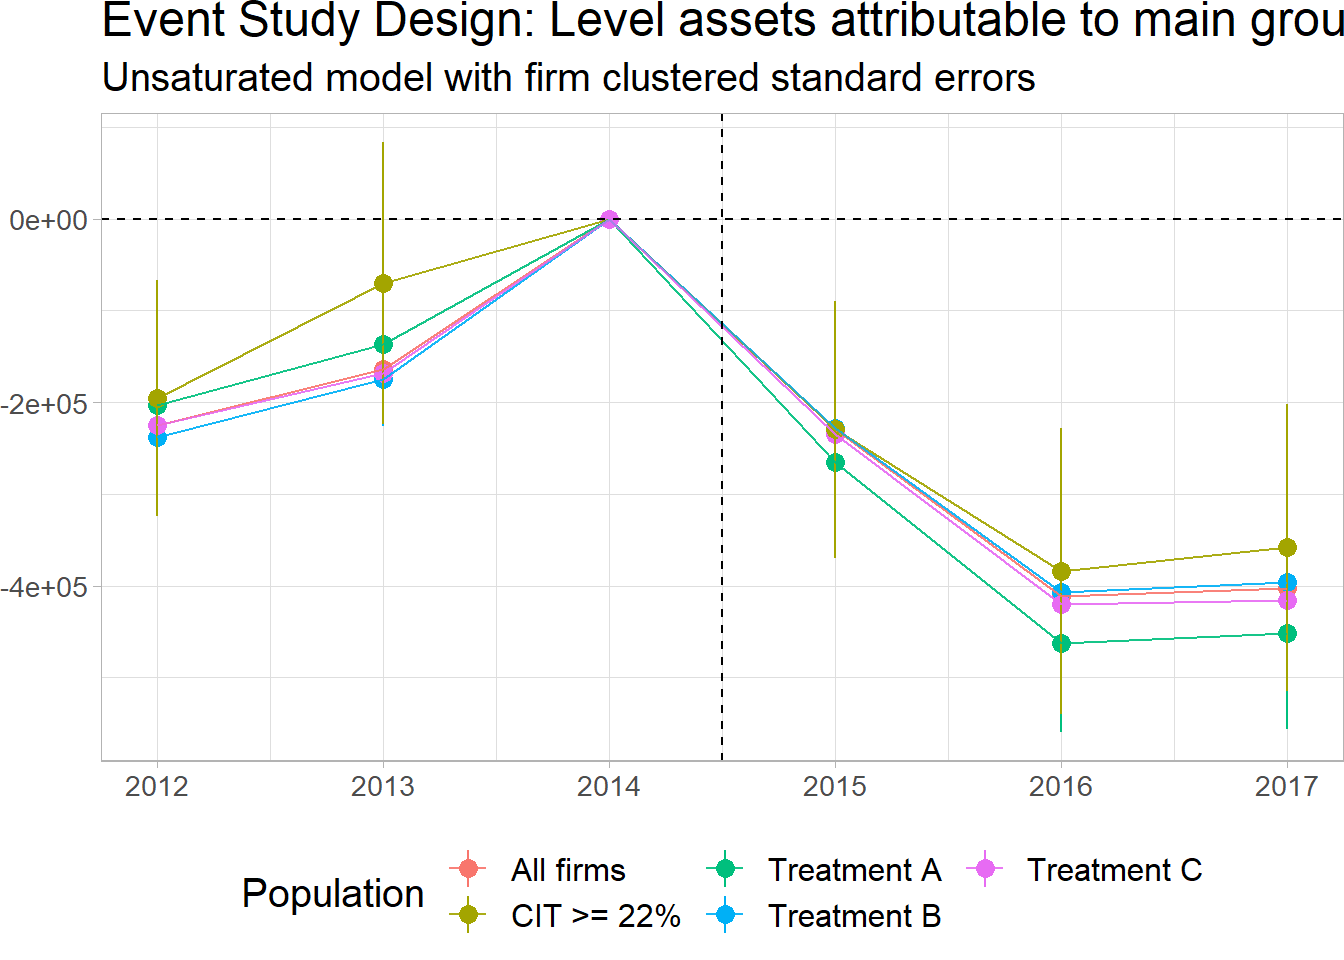 Event Study Design: Level assets attributable to main grou
Unsaturated model with firm clustered standard errors
0e+00
-2e+05
-4e+05
2012 2013 2014 2015 2016 2017
Population
All firms
CIT >= 22%
Treatment A
Treatment B
Treatment C